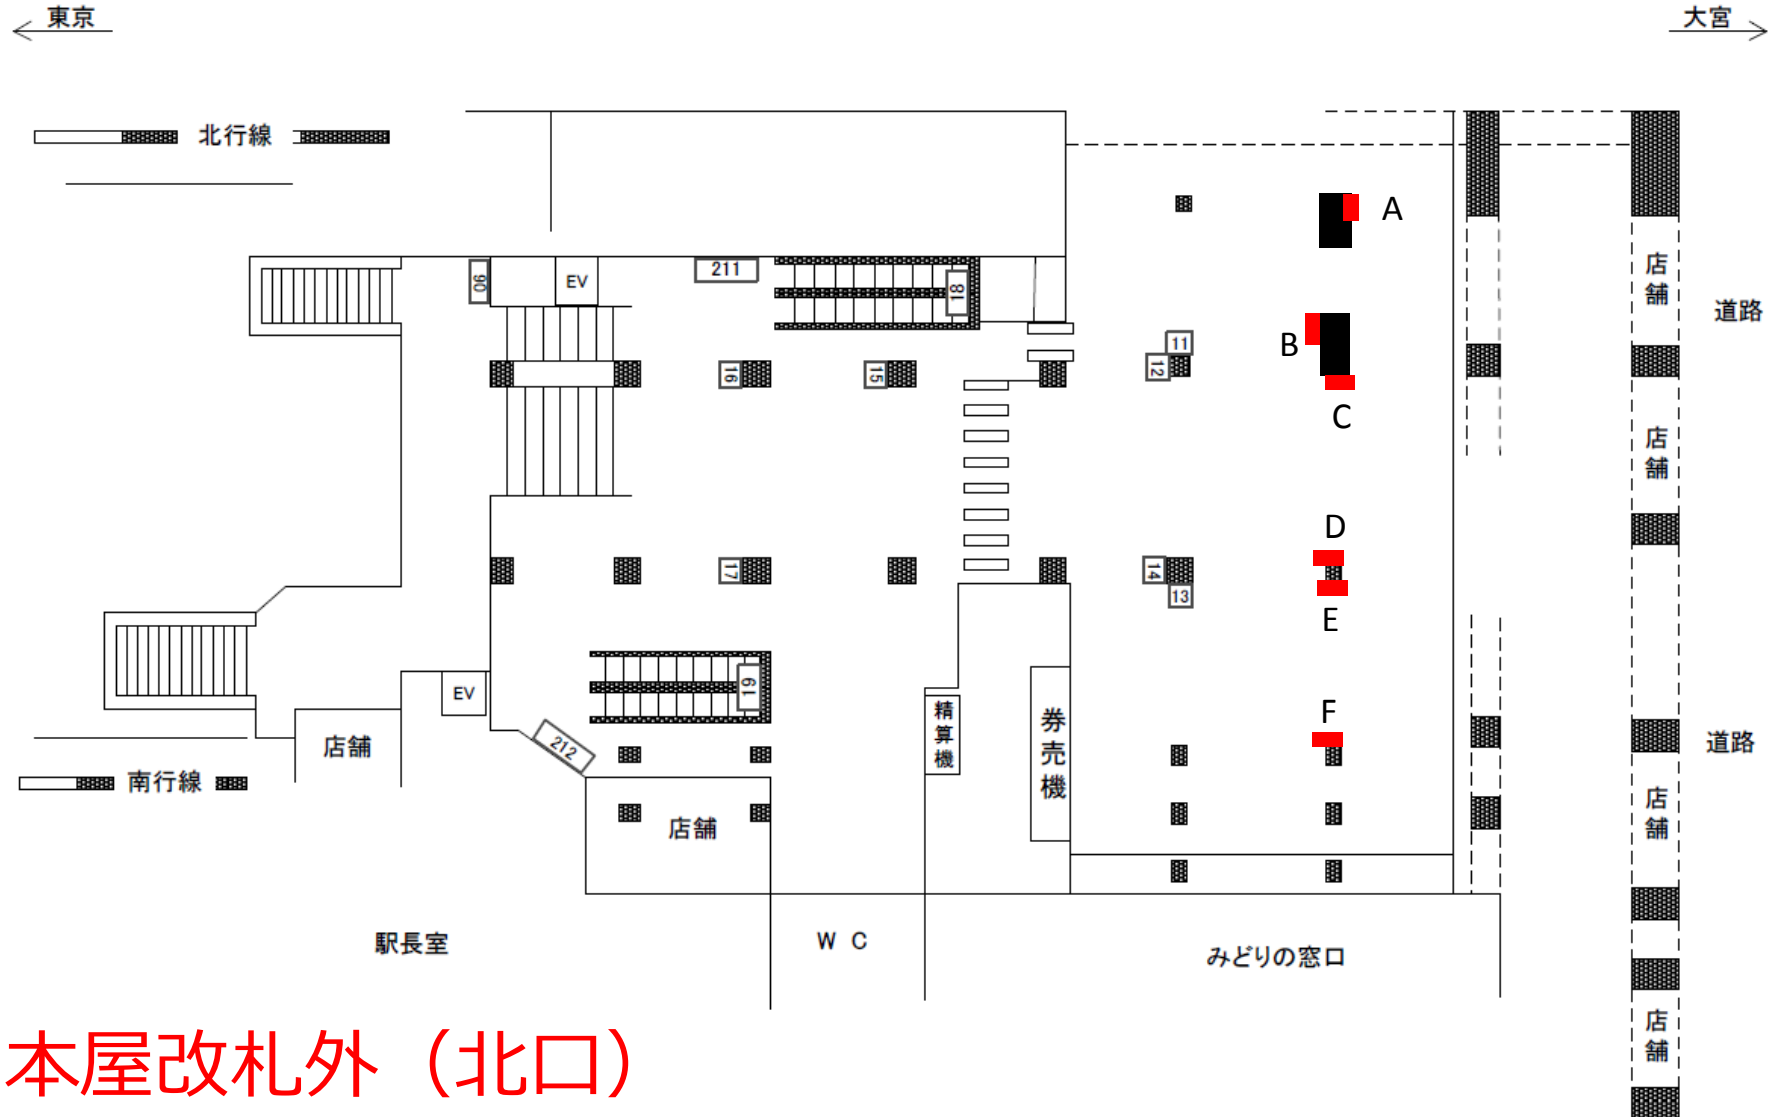 東京
大宮
北行線
A
店舗
EV
211
90
18
道路
B
11
12
16
15
C
店舗
D
17
14
13
E
EV
19
精算機
券売機
F
212
店舗
道路
南行線
店舗
店舗
駅長室
W C
みどりの窓口
店舗
本屋改札外（北口）